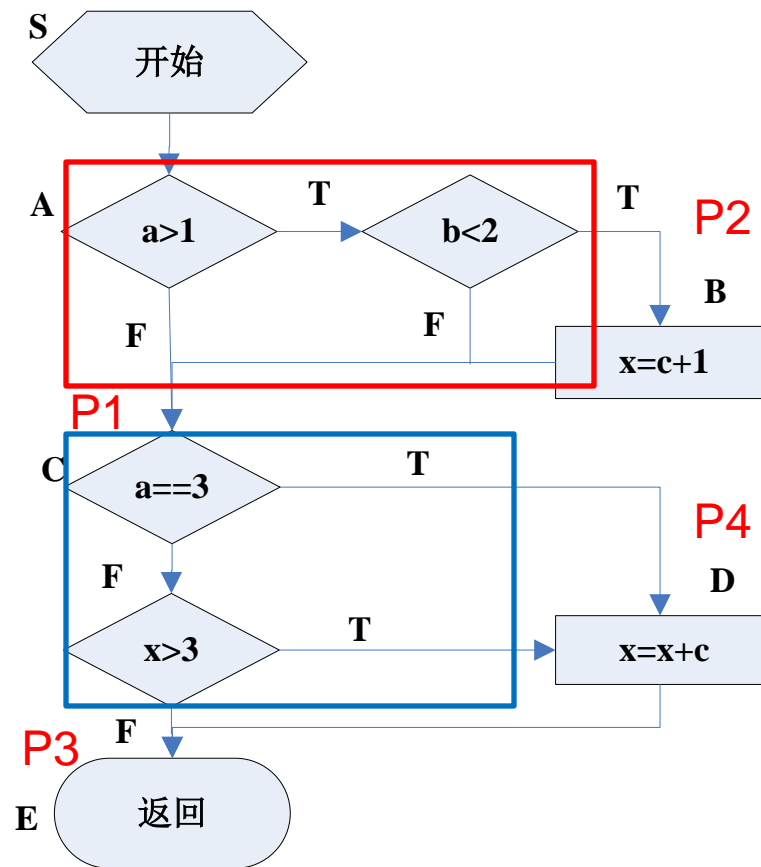 S
开始
A
a>1
T
b<2
T
P2
B
F
F
x=c+1
P1
C
a==3
T
P4
F
D
x>3
T
x=x+c
F
P3
E
返回